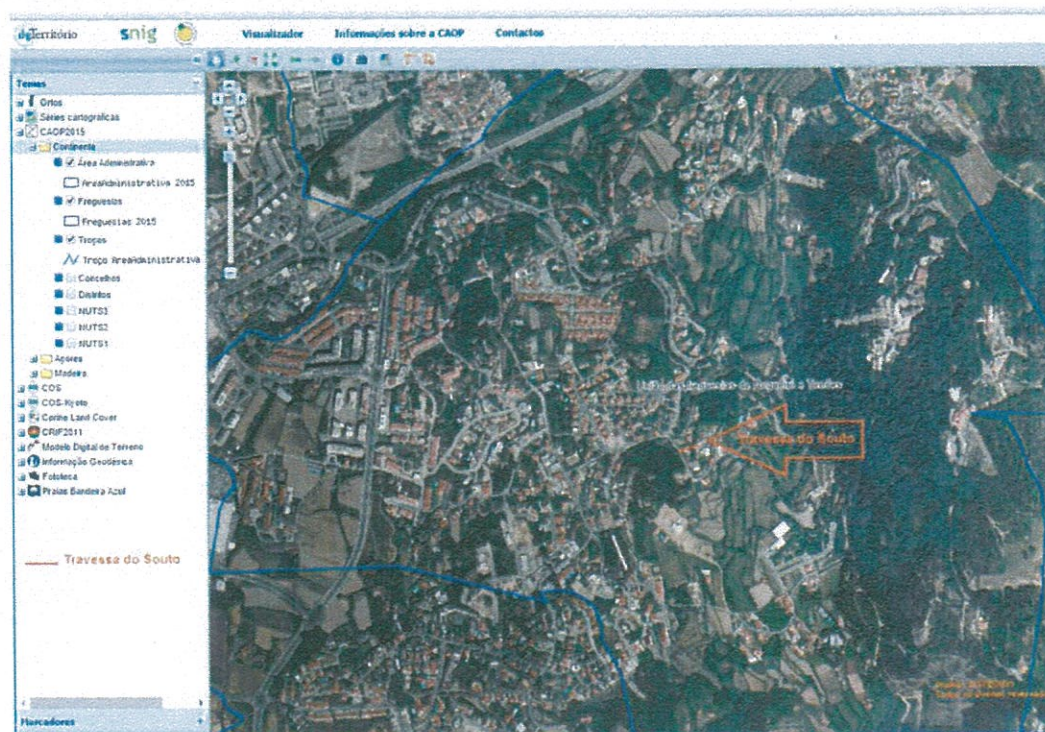 dgTerritório
snig
Visualizador
Informações sobre a CAOP
Contactos
Temas
Ortos
Séries cartográficas
CAOP2015
Continente
Área Administrativa
AreaAdministrativa 2015
Freguesias
Freguesias 2015
Troços
Troço AreaAdministrativa
Concelhos
Distritos
NUTS3
NUTS2
NUTS1
Açores
Madeira
COS
COS-Kyoto
Corine Land Cover
CRIF2011
Modelo Digital de Terreno
Informação Geodésica
Fototeca
Praias Bandeira Azul
Travessa do Souto
Travessa do Souto
Marcadores